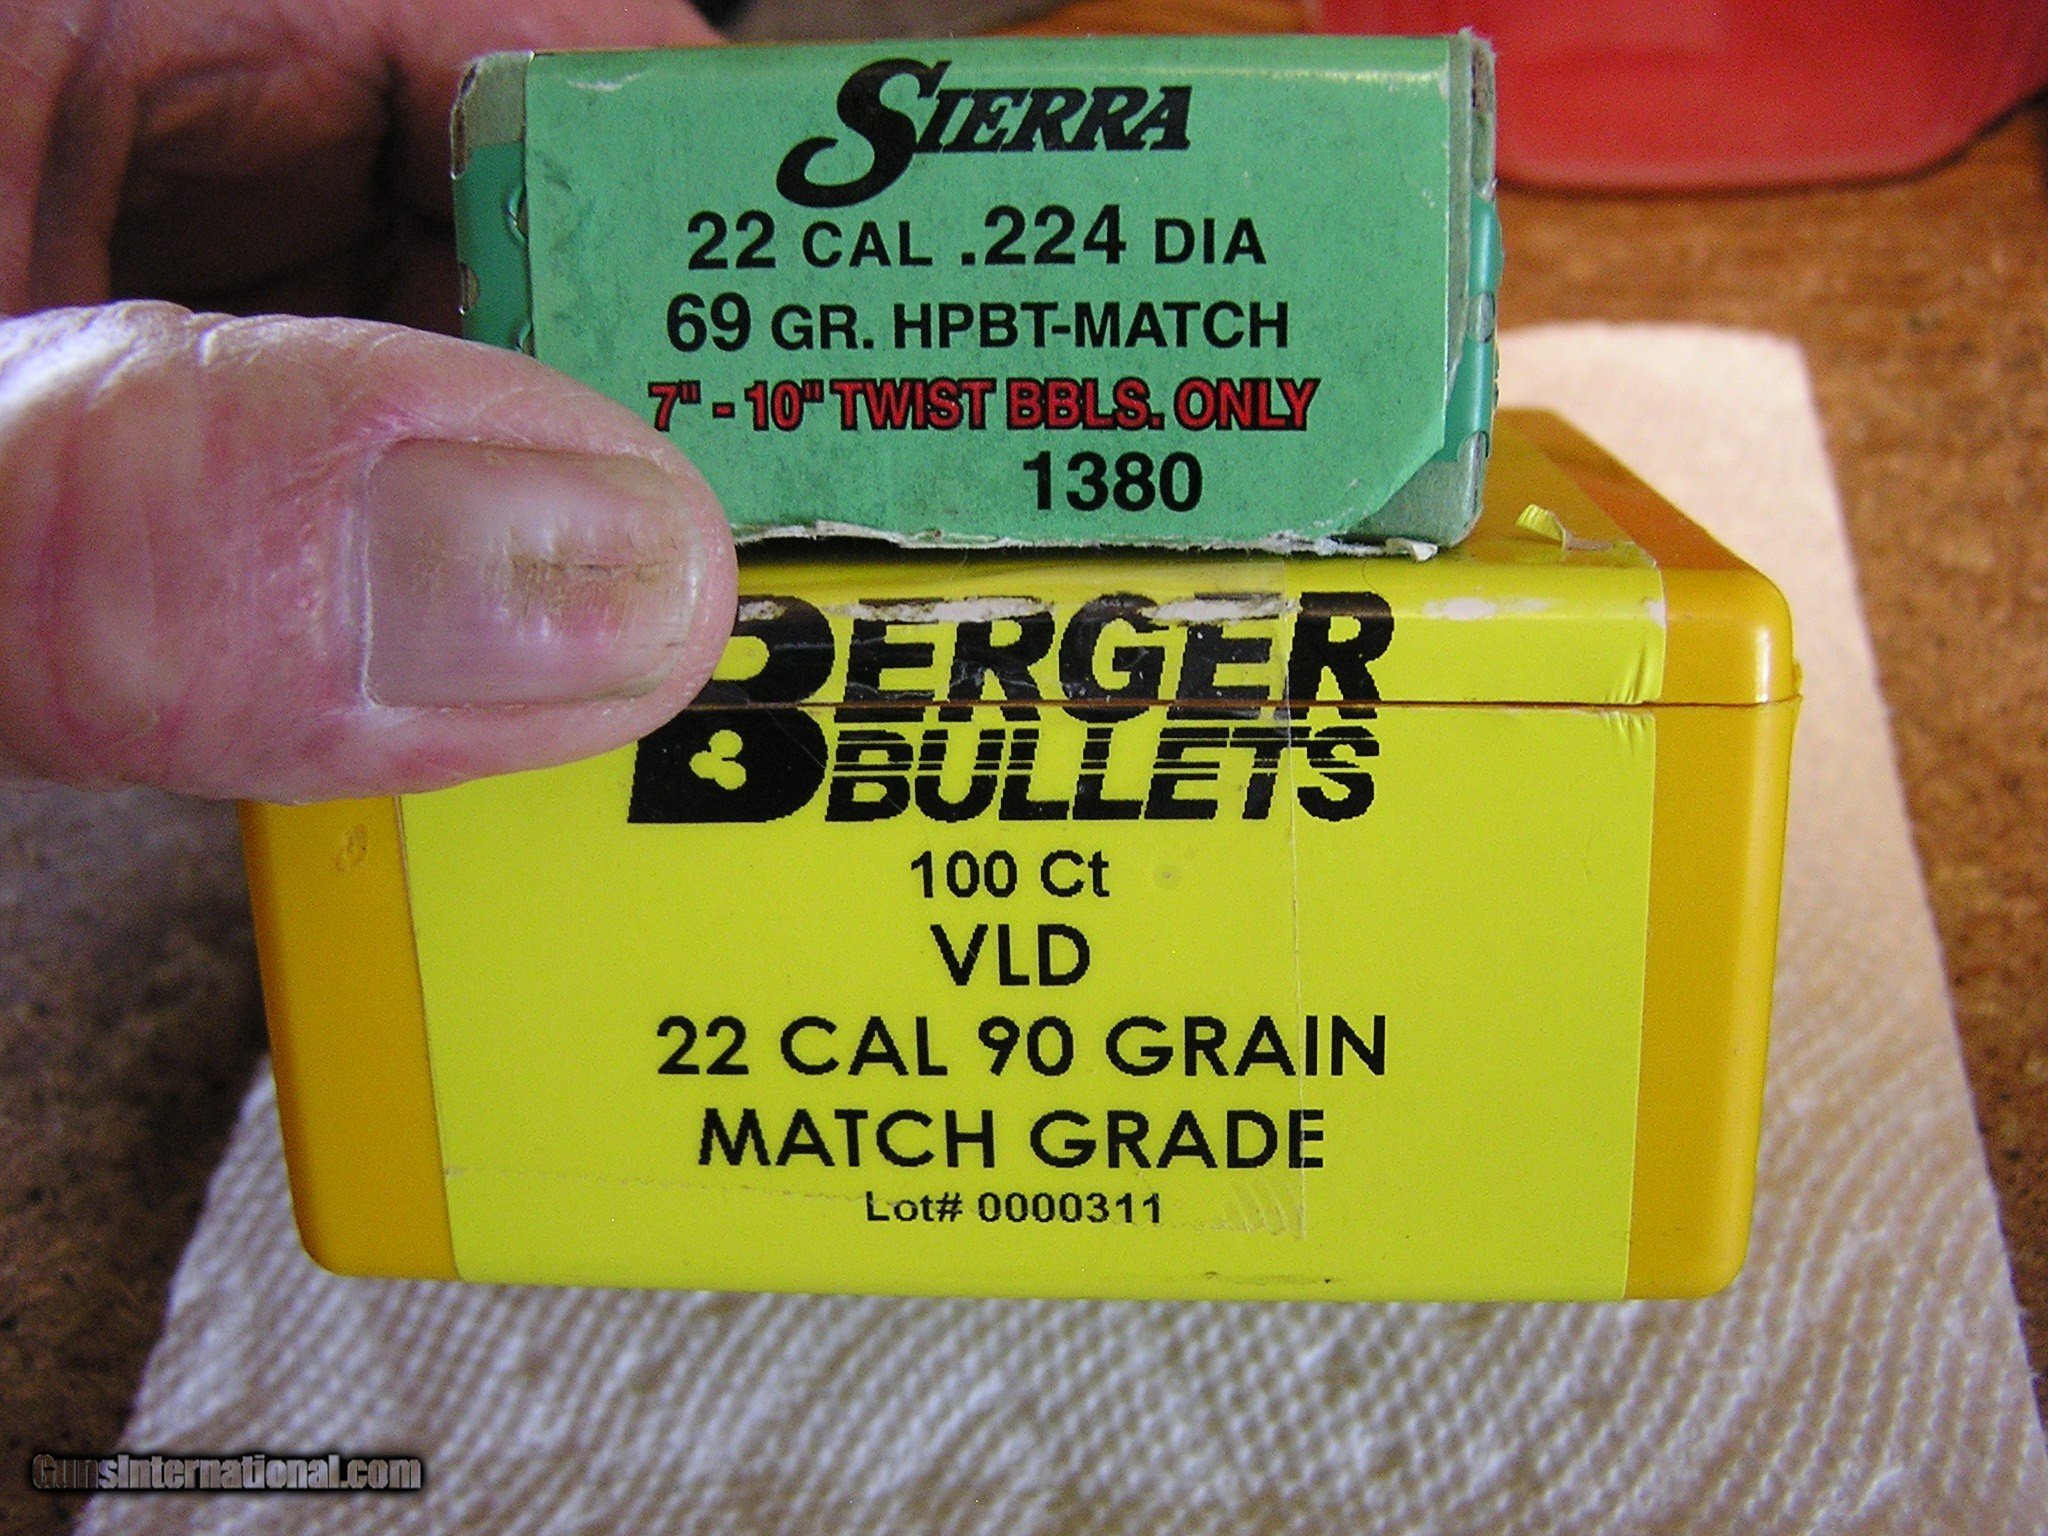 SIERRA
22 CAL .224 DIA
69 GR. HPBT-MATCH
7" - 10" TWIST BBLS. ONLY
1380
BERGER
BULLETS
100 Ct
VLD
22 CAL 90 GRAIN
MATCH GRADE
Lot# 0000311
GunsInternational.com